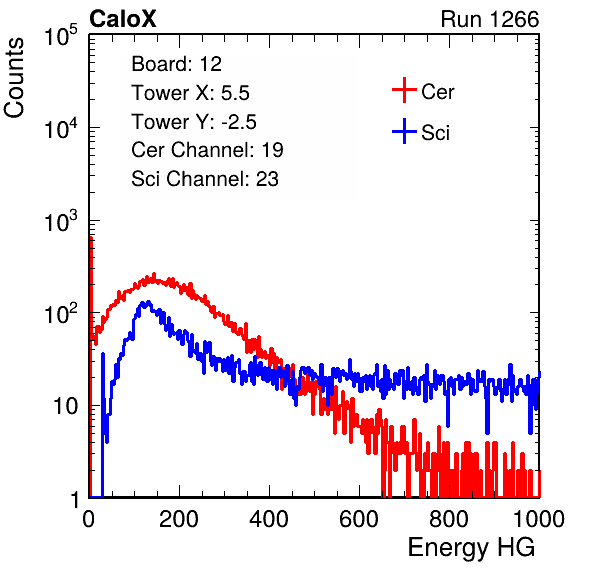 CaloX Run 1266
Counts
10^5
10^4
10^3
10^2
10
1
Board: 12
Tower X: 5.5
Tower Y: -2.5
Cer Channel: 19
Sci Channel: 23
Cer
Sci
0 200 400 600 800 1000
Energy HG